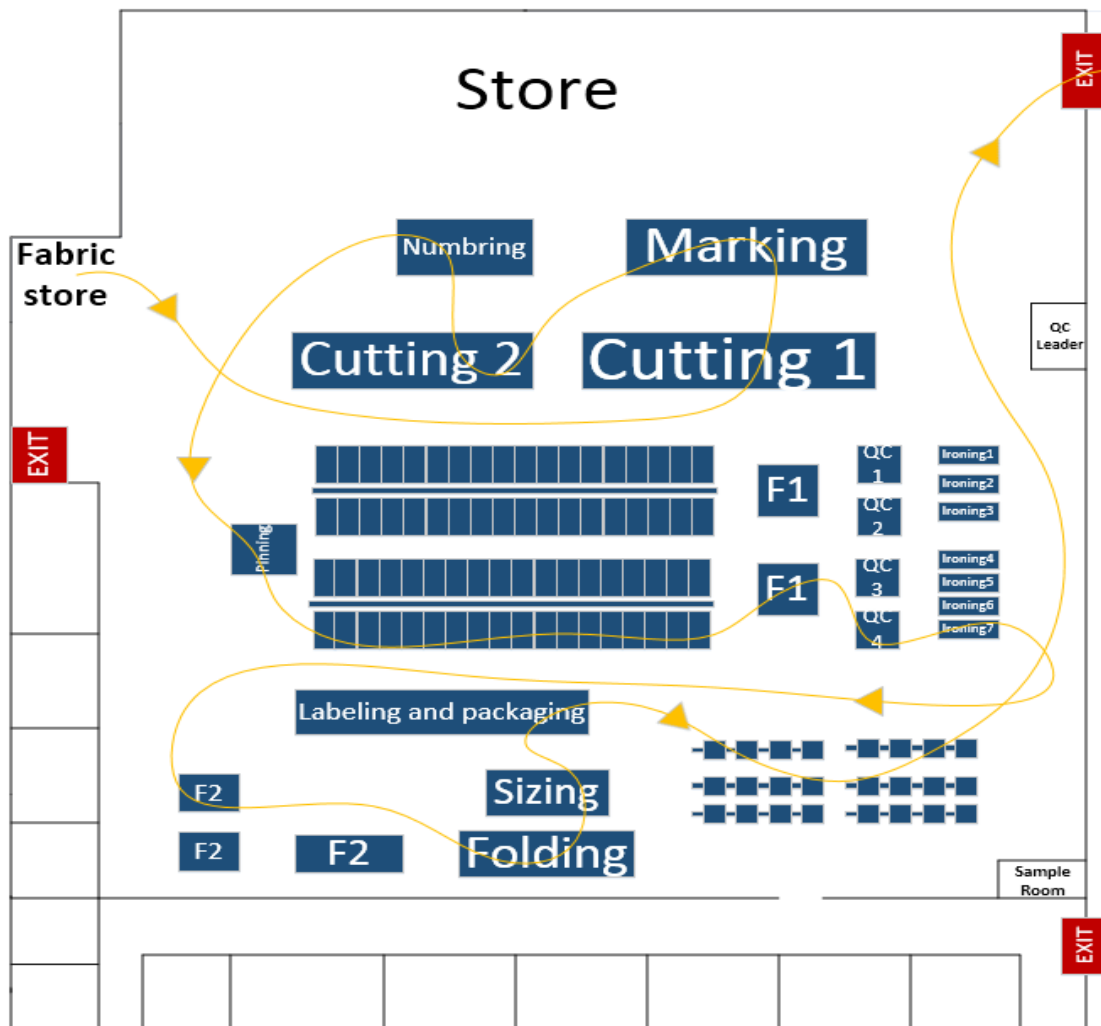 Store
EXIT
Numbring
Marking
Fabric
store
QC
Leader
Cutting 2
Cutting 1
EXIT
QC
1
Ironing1
F1
Ironing2
QC
2
Ironing3
Pinning
Ironing4
F1
QC
3
Ironing5
Ironing6
QC
4
Ironing7
Labeling and packaging
F2
Sizing
F2
F2
Folding
Sample
Room
EXIT